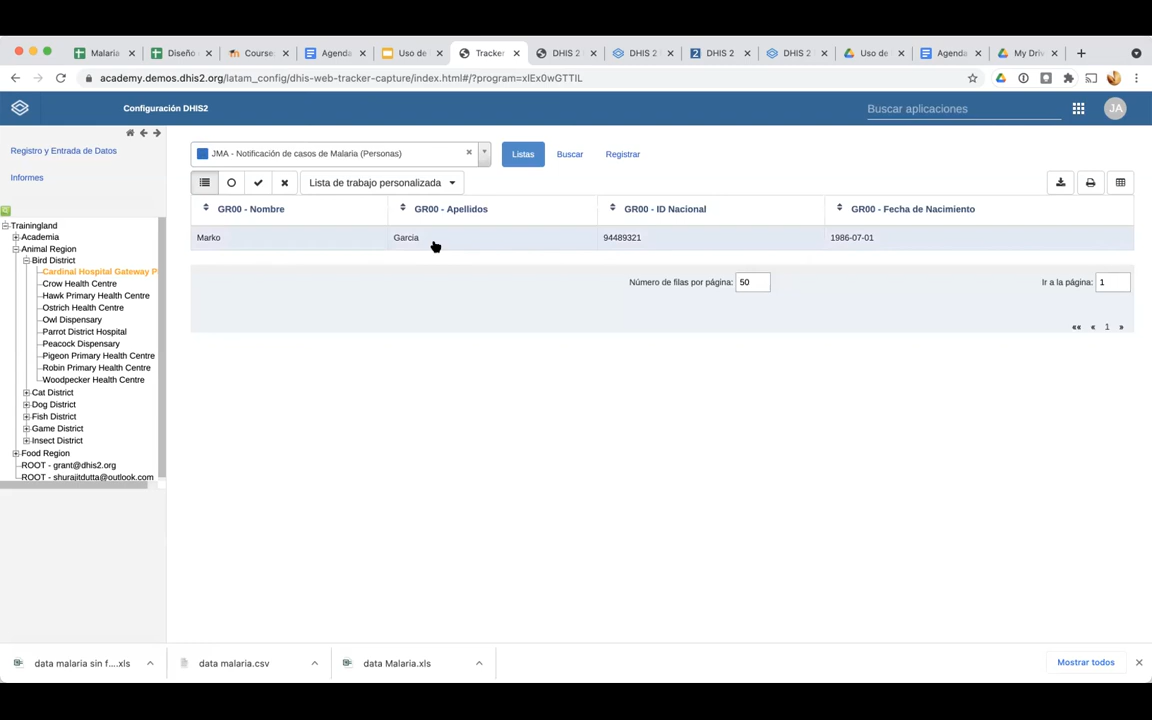 Malaria
Diseño
Course
Agenda
Uso de
Tracker
DHIS 2
DHIS 2
DHIS 2
DHIS 2
Uso de
Agenda
My Driv
academy.demos.dhis2.org/latam_config/dhis-web-tracker-capture/index.html#/?program=xlEx0wGTTIL
Configuración DHIS2
Buscar aplicaciones
JA
Registro y Entrada de Datos
Informes
JMA - Notificación de casos de Malaria (Personas)
Listas
Buscar
Registrar
Lista de trabajo personalizada
GR00 - Nombre
GR00 - Apellidos
GR00 - ID Nacional
GR00 - Fecha de Nacimiento
Marko
Garcia
94489321
1986-07-01
Número de filas por página: 50
Ir a la página: 1
«« « 1 »
Trainingland
Academia
Animal Region
Bird District
Cardinal Hospital Gateway P
Crow Health Centre
Hawk Primary Health Centre
Ostrich Health Centre
Owl Dispensary
Parrot District Hospital
Peacock Dispensary
Pigeon Primary Health Centre
Robin Primary Health Centre
Woodpecker Health Centre
Cat District
Dog District
Fish District
Game District
Insect District
Food Region
ROOT - grant@dhis2.org
ROOT - shurajitdutta@outlook.com
data malaria sin f....xls
data malaria.csv
data Malaria.xls
Mostrar todos